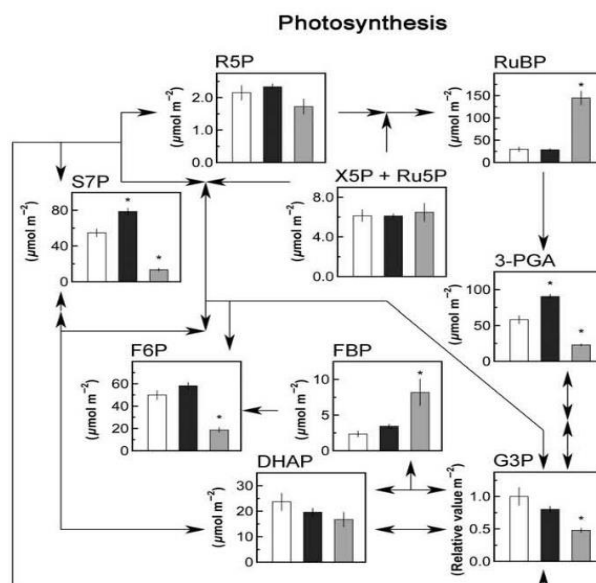 Photosynthesis
R5P
(μmol m⁻²)
2.0
1.0
0.0
RuBP
(μmol m⁻²)
150
100
50
0
*
S7P
(μmol m⁻²)
80
40
0
*
*
X5P + Ru5P
(μmol m⁻²)
6.0
3.0
0.0
3-PGA
(μmol m⁻²)
100
50
0
*
*
F6P
(μmol m⁻²)
60
40
20
0
*
FBP
(μmol m⁻²)
10
5
0
*
DHAP
(μmol m⁻²)
30
20
10
0
G3P
(Relative value m⁻²)
1.0
0.5
0.0
*